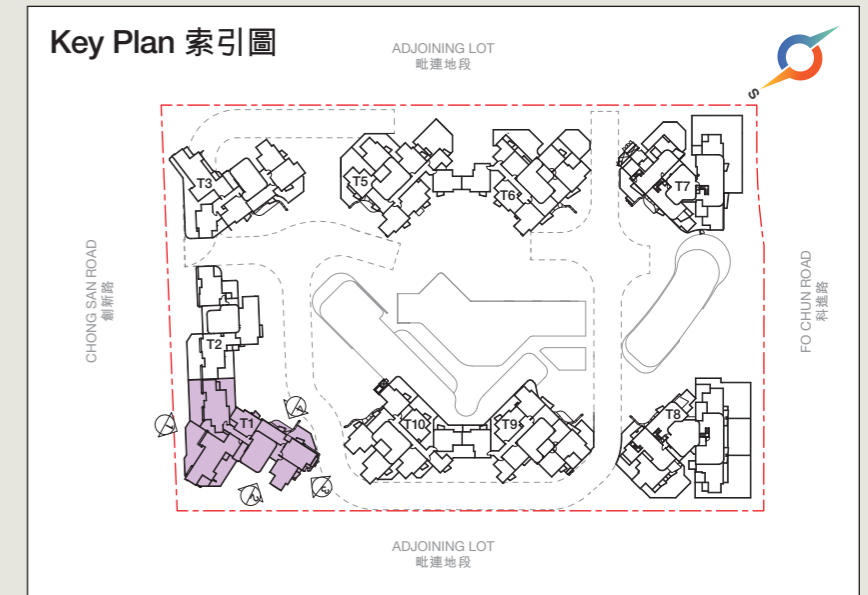 Key Plan 索引圖
ADJOINING LOT
毗連地段
S
T3
T5
T6
T7
CHONG SAN ROAD
創新路
FO CHUN ROAD
科進路
T2
T1
T10
T9
T8
ADJOINING LOT
毗連地段